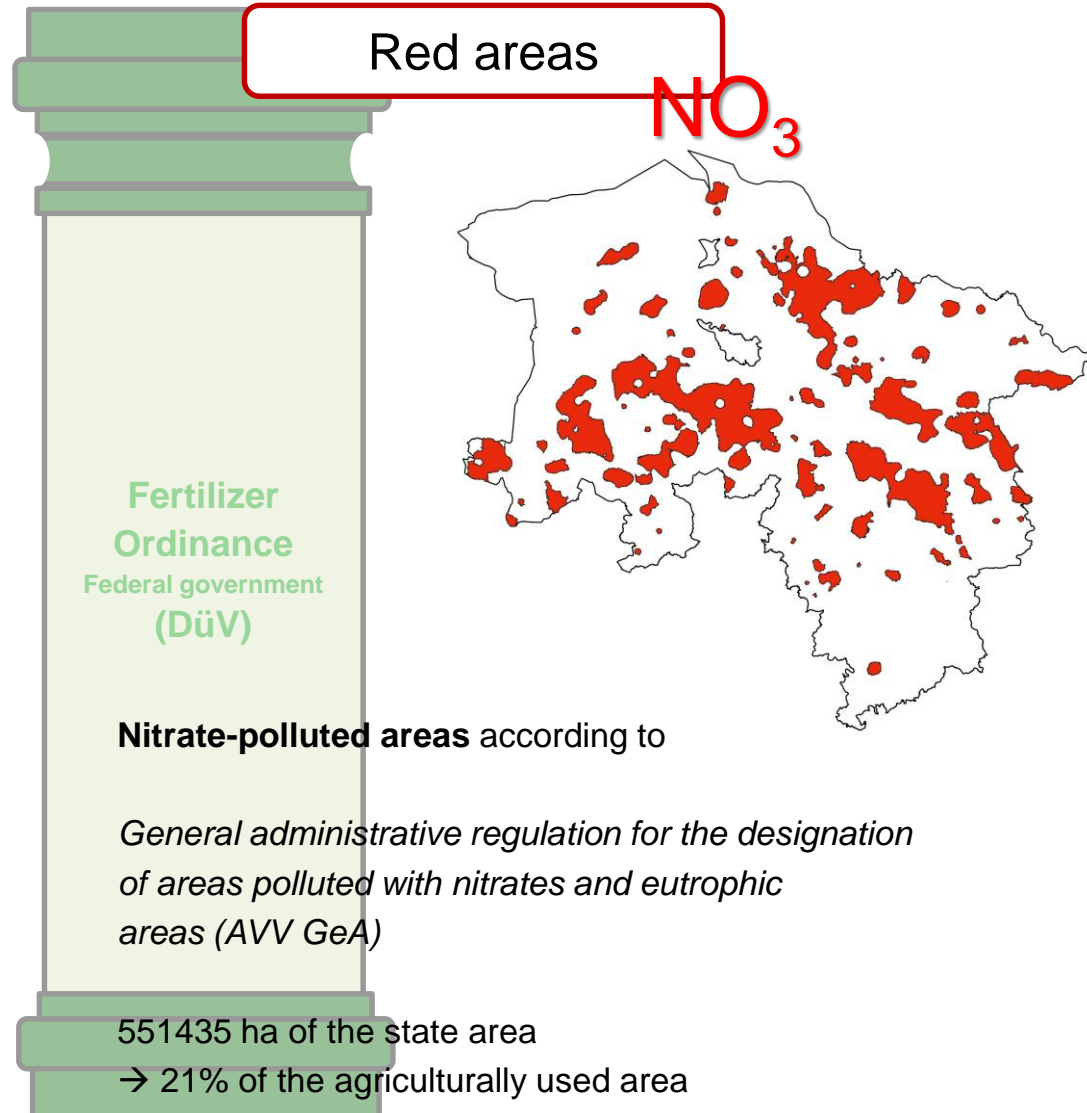 Red areas
NO₃
Fertilizer
Ordinance
Federal government
(DüV)
Nitrate-polluted areas according to
General administrative regulation for the designation
of areas polluted with nitrates and eutrophic
areas (AVV GeA)
551435 ha of the state area
→ 21% of the agriculturally used area